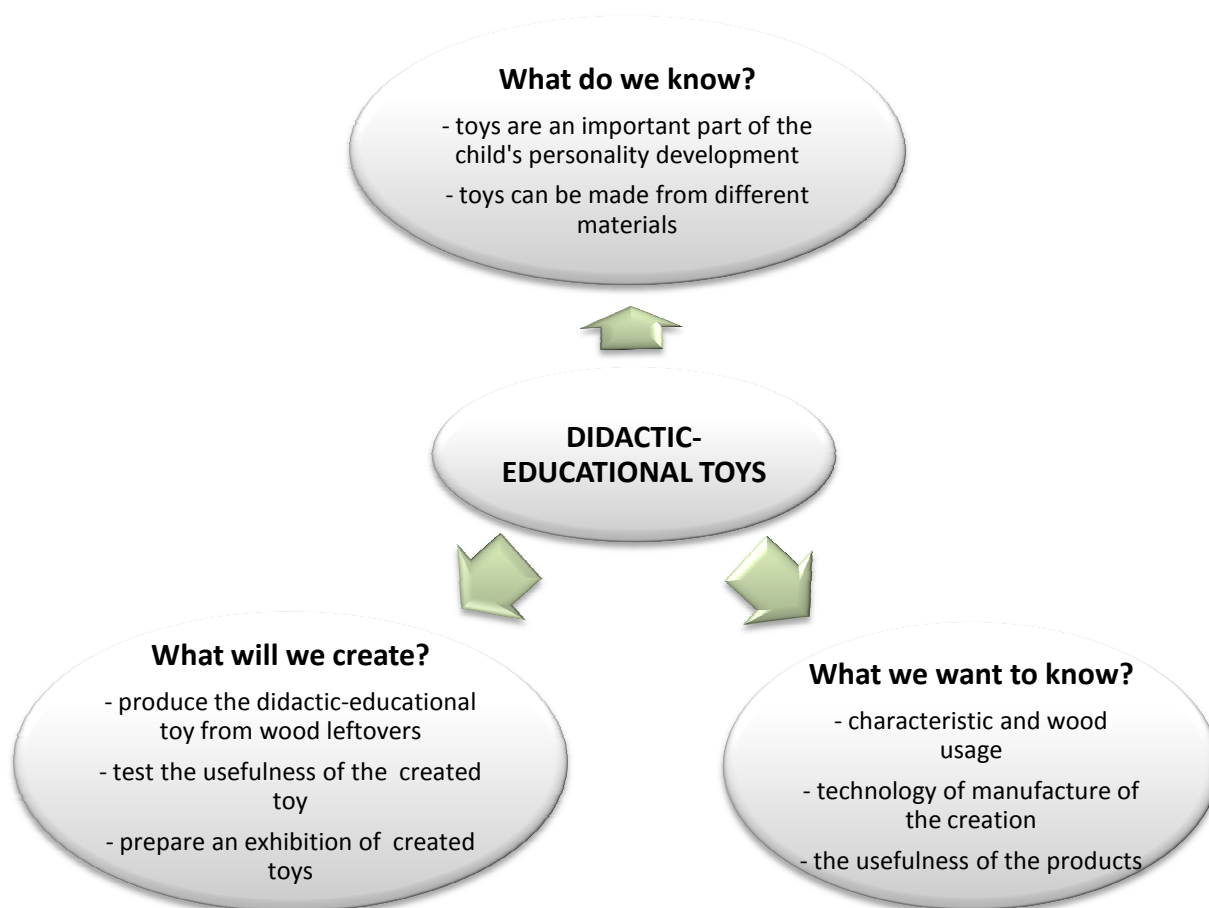 What do we know?
- toys are an important part of the
child's personality development
- toys can be made from different
materials
DIDACTIC-
EDUCATIONAL TOYS
What will we create?
- produce the didactic-educational
toy from wood leftovers
- test the usefulness of the created
toy
- prepare an exhibition of created
toys
What we want to know?
- characteristic and wood
usage
- technology of manufacture of
the creation
- the usefulness of the products